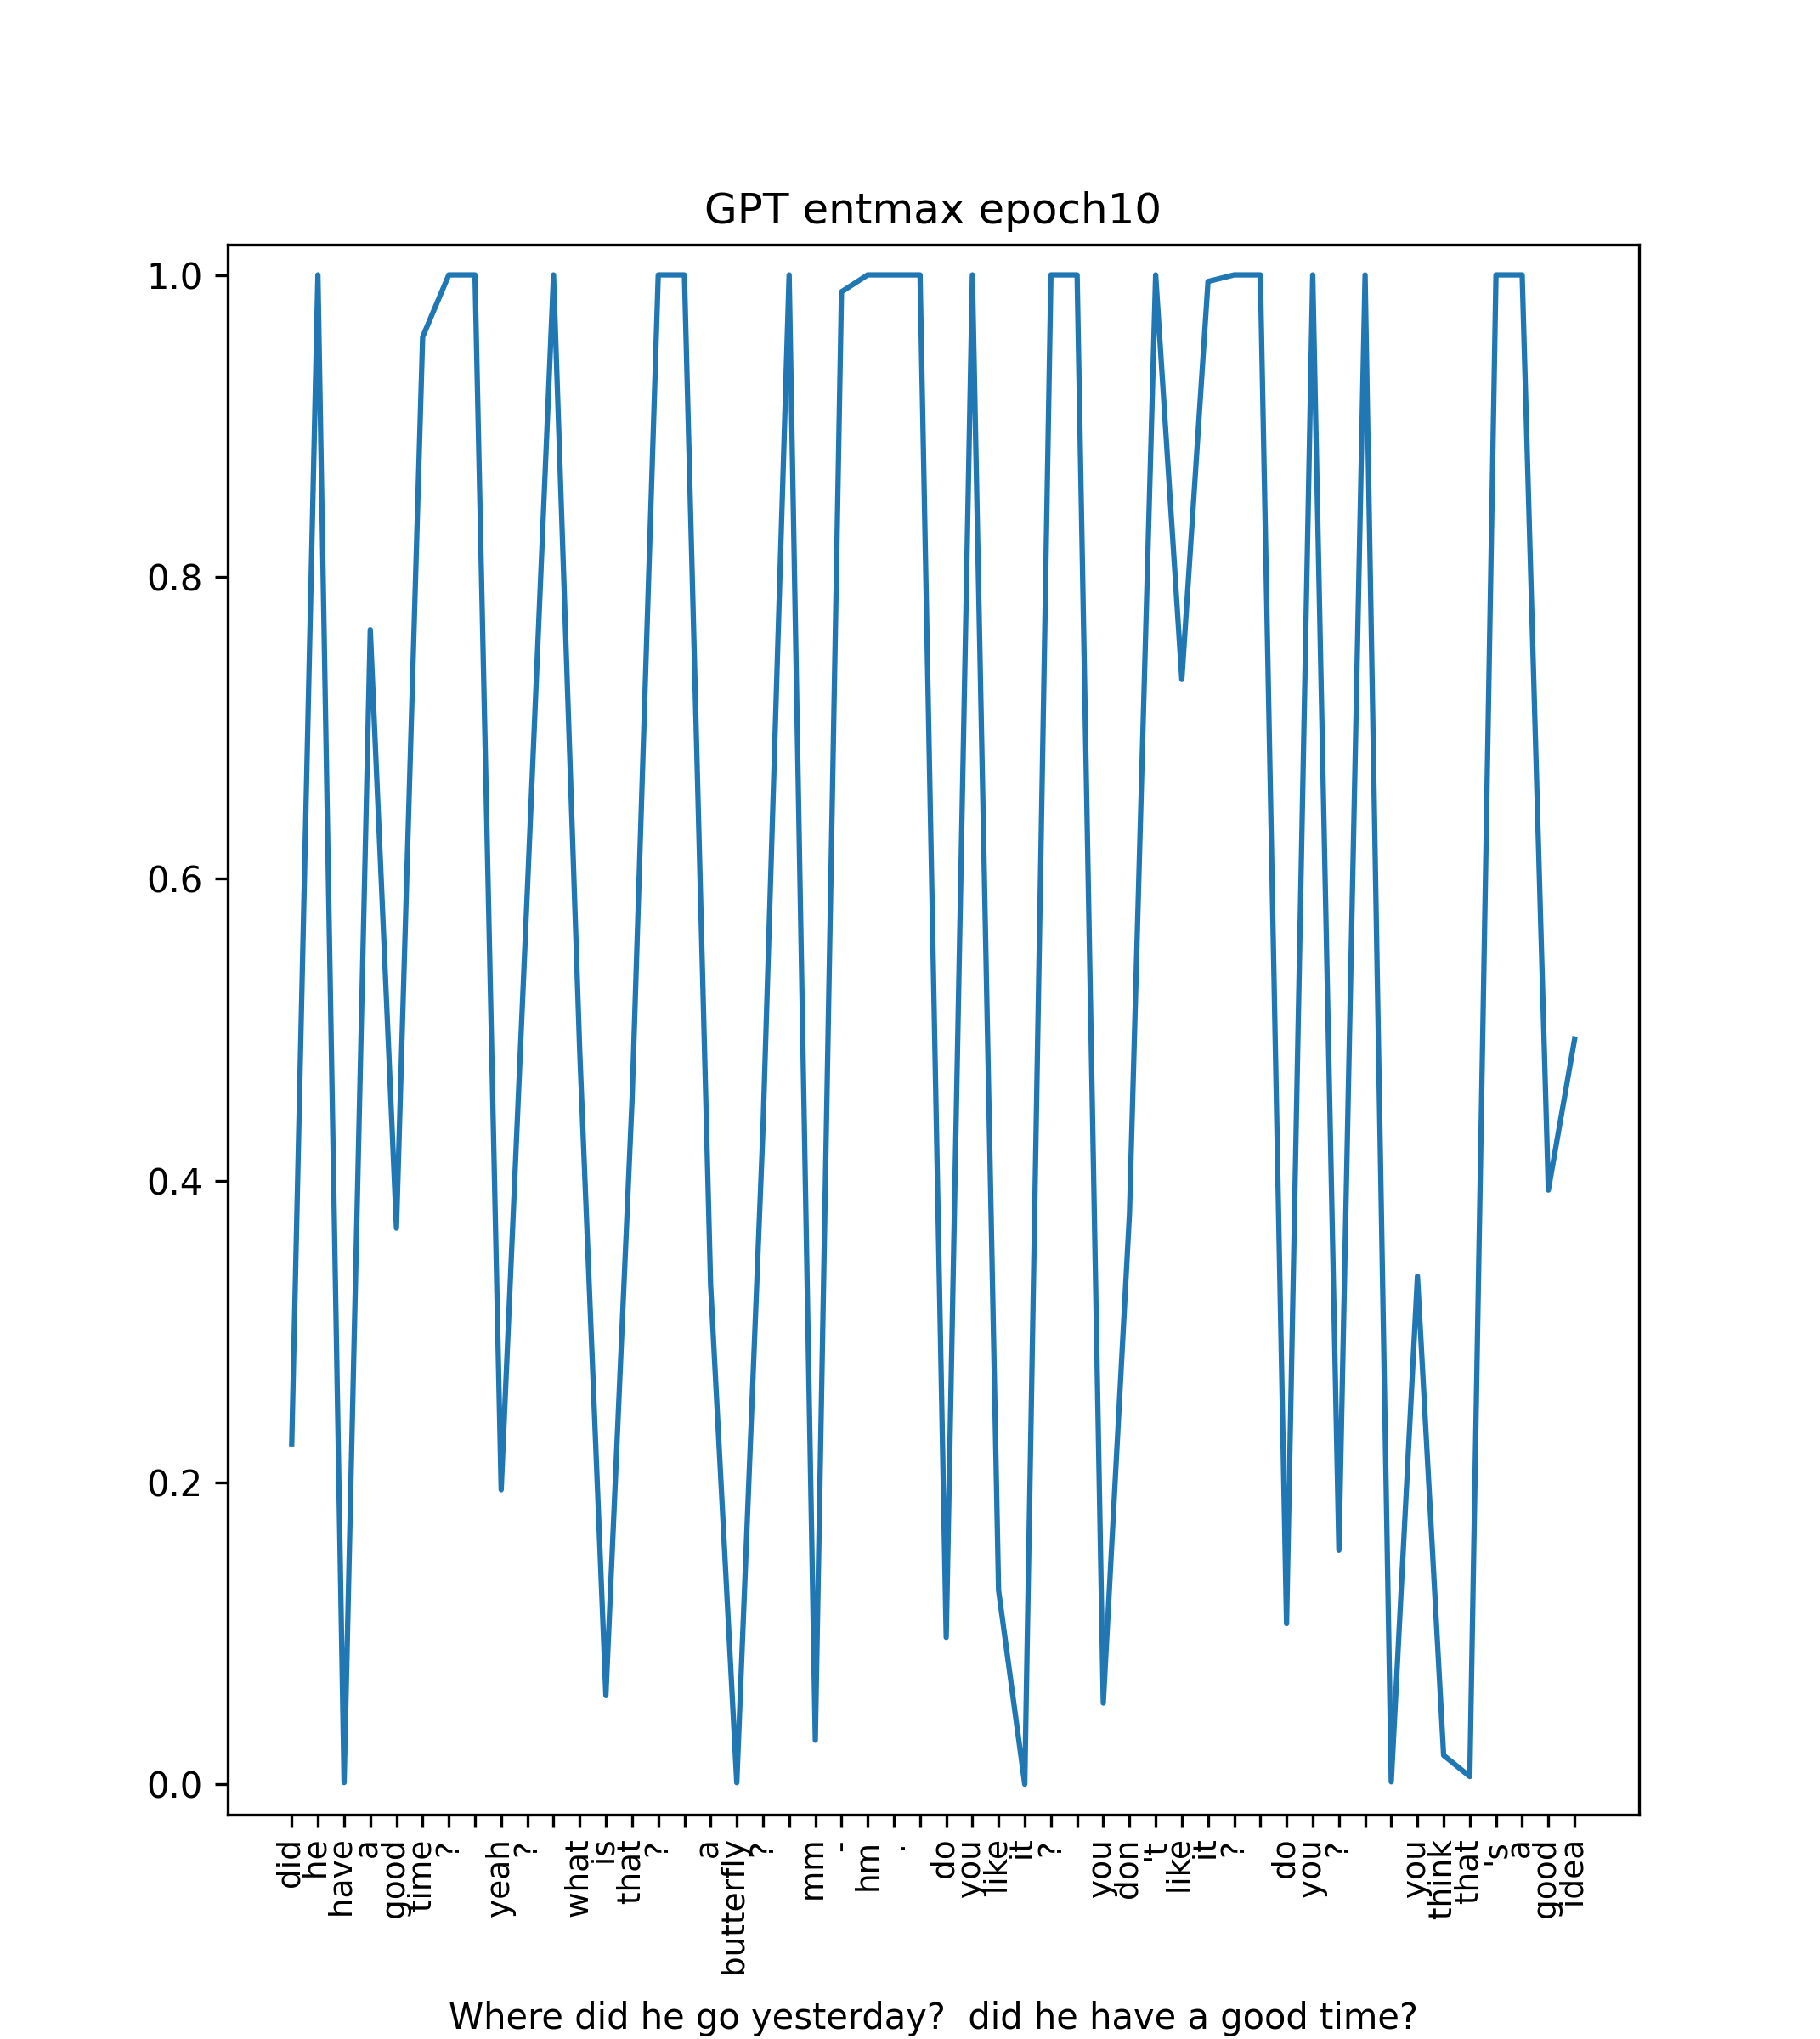 GPT entmax epoch10
1.0
0.8
0.6
0.4
0.2
0.0
did he have a good time ? yeah ? what is that ? a butterfly ? mm - hm . do you like it ? you don 't like it ? do you ? you think that 's a good idea
Where did he go yesterday?  did he have a good time?